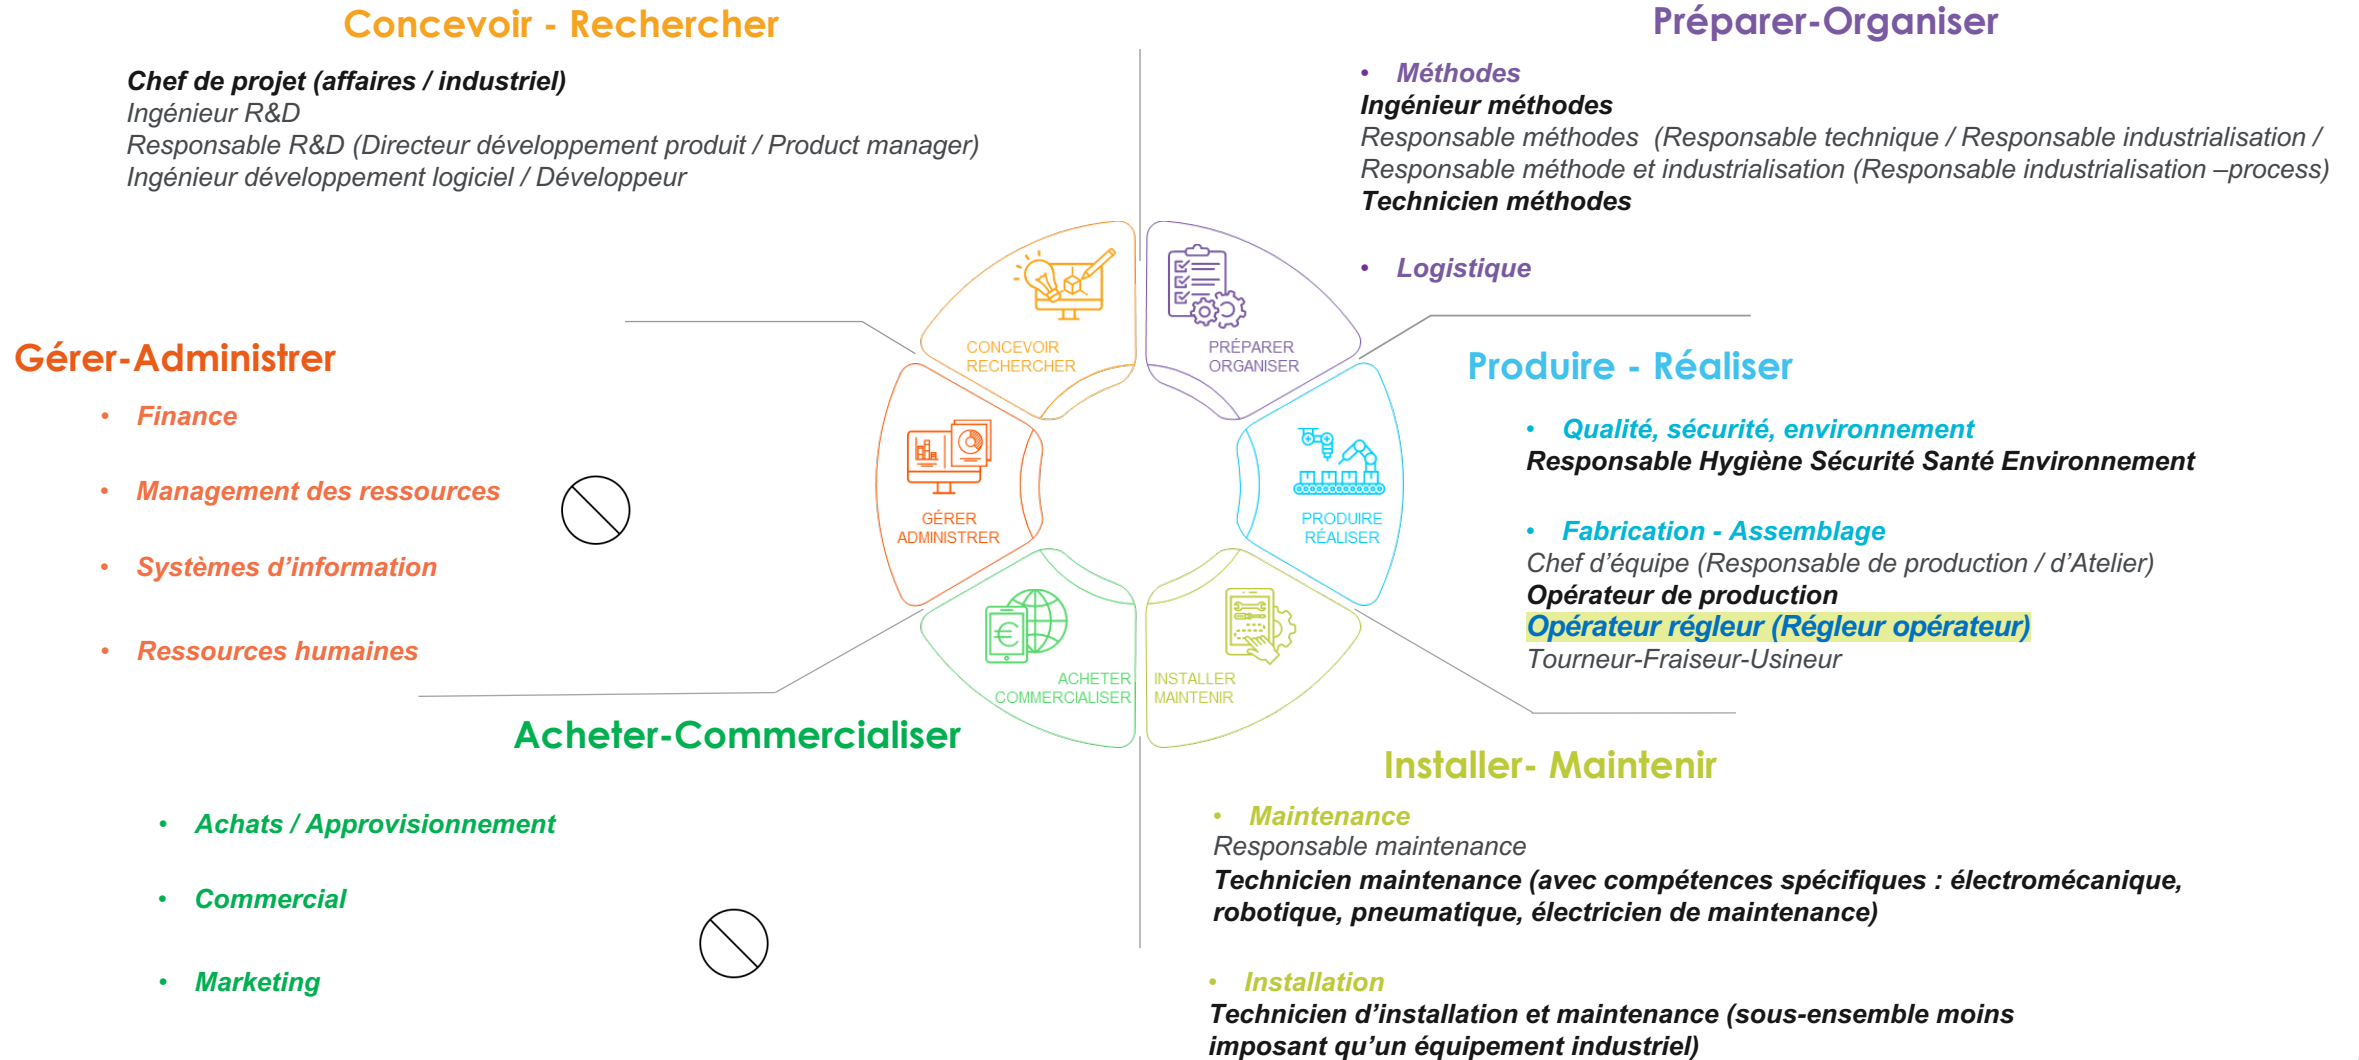 Concevoir - Rechercher
Chef de projet (affaires / industriel)
Ingénieur R&D
Responsable R&D (Directeur développement produit / Product manager)
Ingénieur développement logiciel / Développeur
Préparer-Organiser
• Méthodes
Ingénieur méthodes
Responsable méthodes (Responsable technique / Responsable industrialisation /
Responsable méthode et industrialisation (Responsable industrialisation –process)
Technicien méthodes
• Logistique
CONCEVOIR
RECHERCHER
PRÉPARER
ORGANISER
GÉRER
ADMINISTRER
PRODUIRE
RÉALISER
ACHETER
COMMERCIALISER
INSTALLER
MAINTENIR
Gérer-Administrer
• Finance
• Management des ressources
• Systèmes d'information
• Ressources humaines
Produire - Réaliser
• Qualité, sécurité, environnement
Responsable Hygiène Sécurité Santé Environnement
• Fabrication - Assemblage
Chef d'équipe (Responsable de production / d'Atelier)
Opérateur de production
Opérateur régleur (Régleur opérateur)
Tourneur-Fraiseur-Usineur
Acheter-Commercialiser
• Achats / Approvisionnement
• Commercial
• Marketing
Installer- Maintenir
• Maintenance
Responsable maintenance
Technicien maintenance (avec compétences spécifiques : électromécanique,
robotique, pneumatique, électricien de maintenance)
• Installation
Technicien d'installation et maintenance (sous-ensemble moins
imposant qu'un équipement industriel)